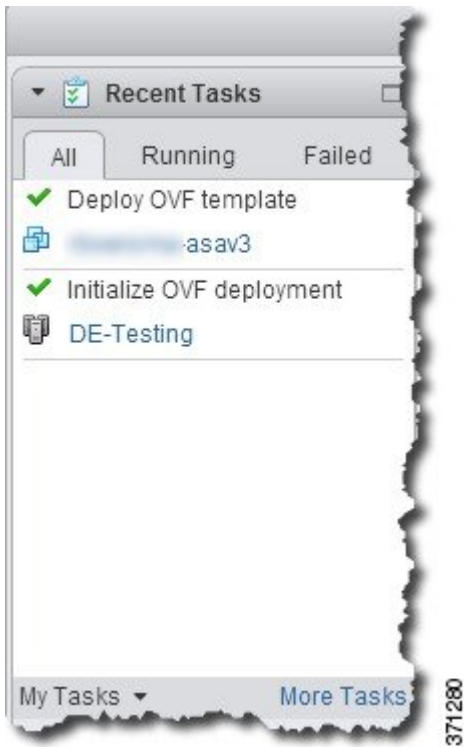 Recent Tasks
All Running Failed
Deploy OVF template
-asav3
Initialize OVF deployment
DE-Testing
My Tasks More Tasks
371280